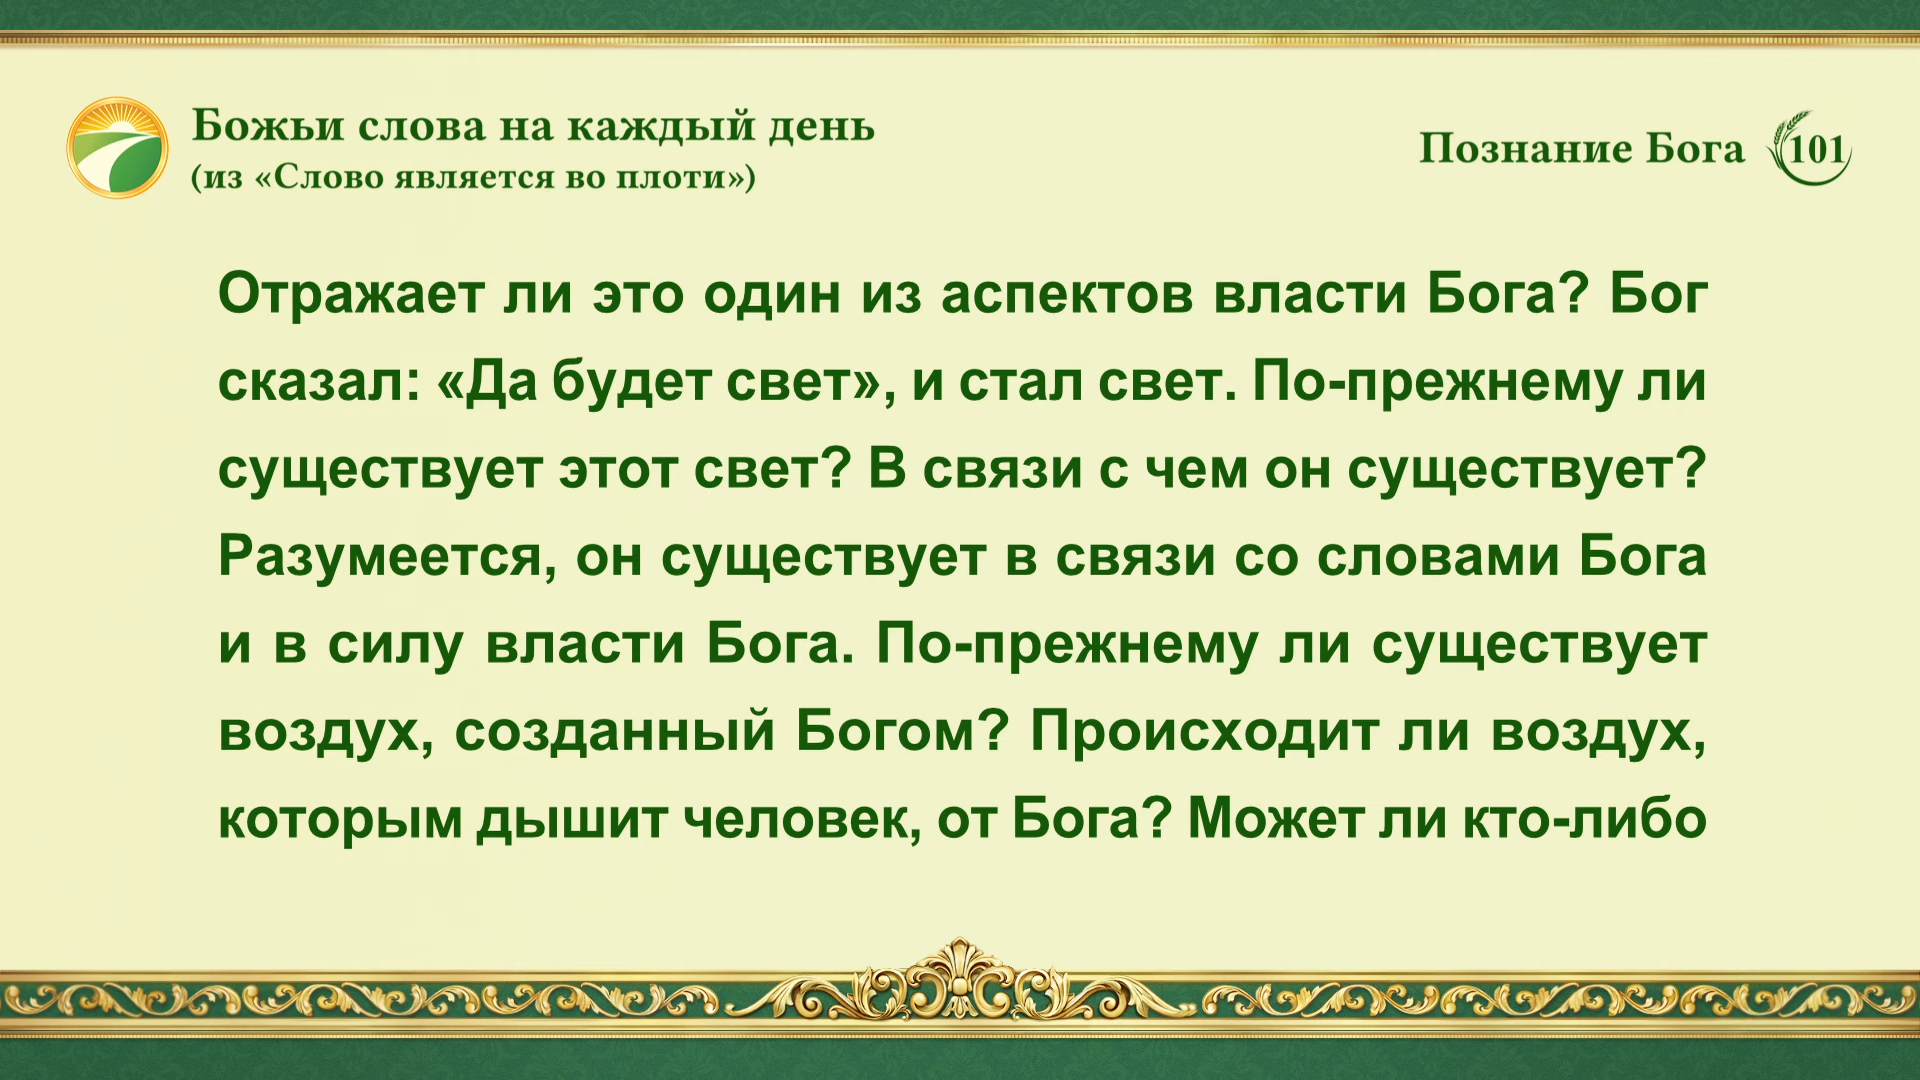 Божьи слова на каждый день
(из «Слово является во плоти»)
Познание Бога 101
Отражает ли это один из аспектов власти Бога? Бог
сказал: «Да будет свет», и стал свет. По-прежнему ли
существует этот свет? В связи с чем он существует?
Разумеется, он существует в связи со словами Бога
и в силу власти Бога. По-прежнему ли существует
воздух, созданный Богом? Происходит ли воздух,
которым дышит человек, от Бога? Может ли кто-либо